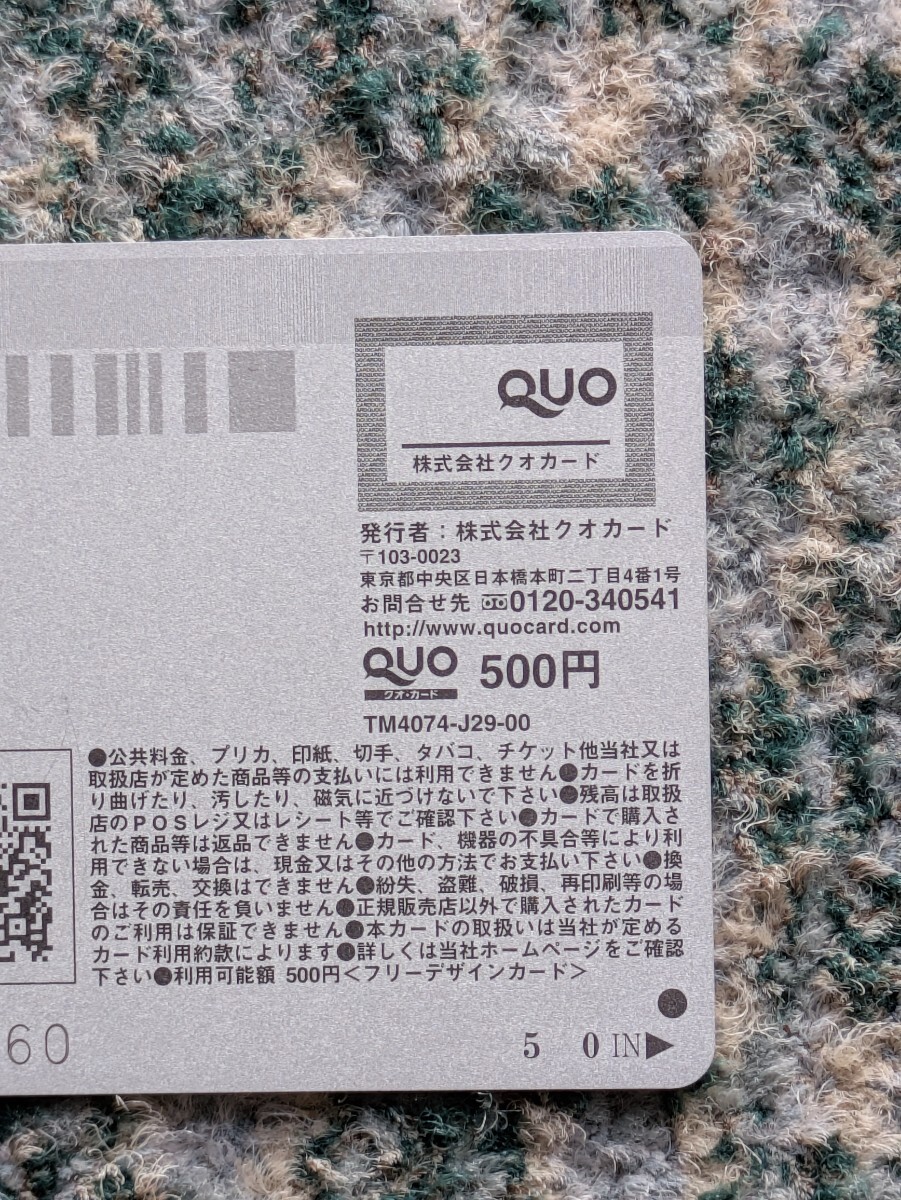 QUO
株式会社クオカード
発行者：株式会社クオカード
〒103-0023
東京都中央区日本橋本町二丁目4番1号
お問合せ先 0120-340541
http://www.quocard.com
QUO 500円
クオ・カード
TM4074-J29-00
●公共料金、プリカ、印紙、切手、タバコ、チケット他当社又は
取扱店が定めた商品等の支払いには利用できません●カードを折
り曲げたり、汚したり、磁気に近づけないで下さい●残高は取扱
店のPOSレジ又はレシート等でご確認下さい●カードで購入さ
れた商品等は返品できません●カード、機器の不具合等により利
用できない場合は、現金又はその他の方法でお支払い下さい●換
金、転売、交換はできません●紛失、盗難、破損、再印刷等の場
合はその責任を負いません●正規販売店以外で購入されたカード
のご利用は保証できません●本カードの取扱いは当社が定める
カード利用約款によります●詳しくは当社ホームページをご確認
下さい●利用可能額 500円＜フリーデザインカード＞
60
5 0 IN▶